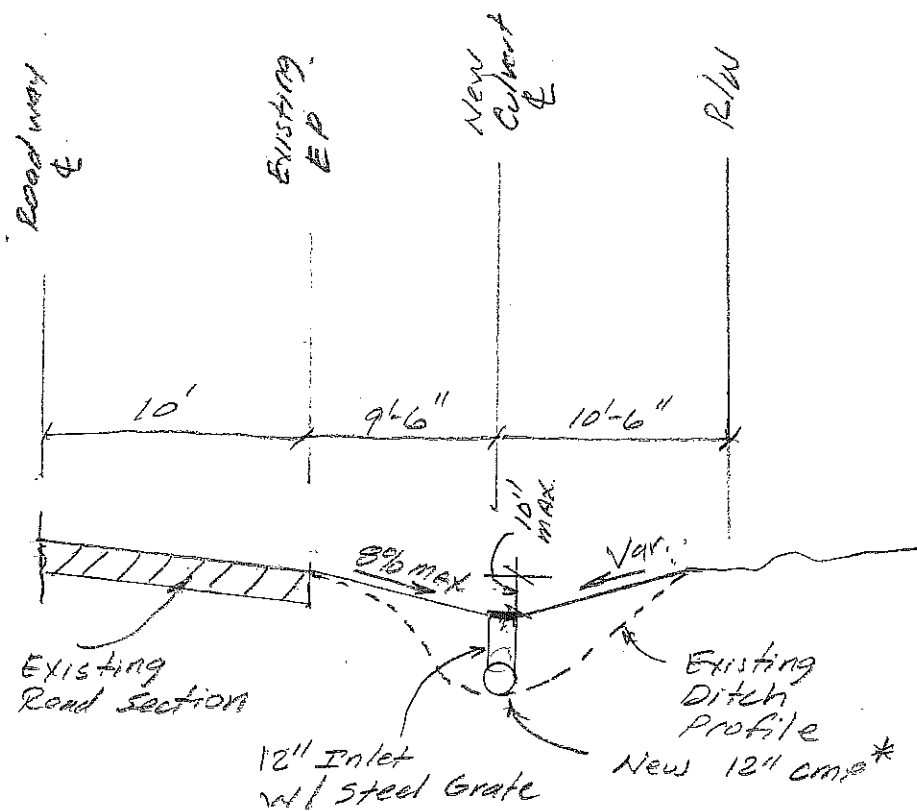 Roadway
℄
Existing
EP
New
Culvert
℄
R/W
10'
9'-6"
10'-6"
10"
max.
8% max
Var.
Existing
Road Section
12" Inlet
W/ Steel Grate
Existing
Ditch
Profile
New 12" cmp*